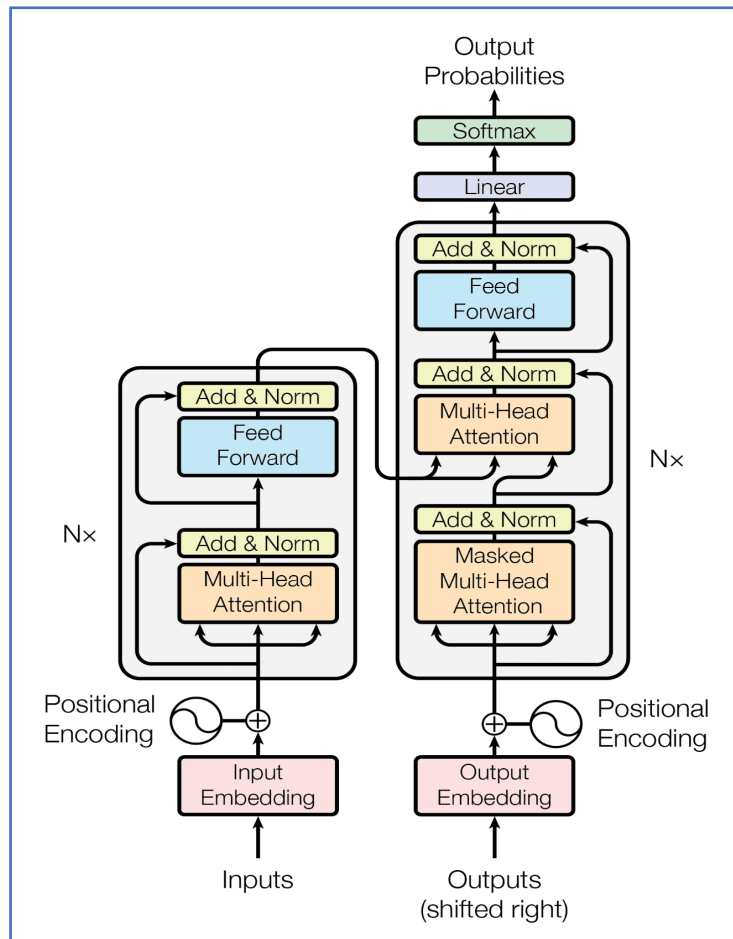 Output
Probabilities
Softmax
Linear
Add & Norm
Feed
Forward
Add & Norm
Multi-Head
Attention
Nx
Add & Norm
Masked
Multi-Head
Attention
Positional
Encoding
Output
Embedding
Outputs
(shifted right)
Add & Norm
Feed
Forward
Nx
Add & Norm
Multi-Head
Attention
Positional
Encoding
Input
Embedding
Inputs